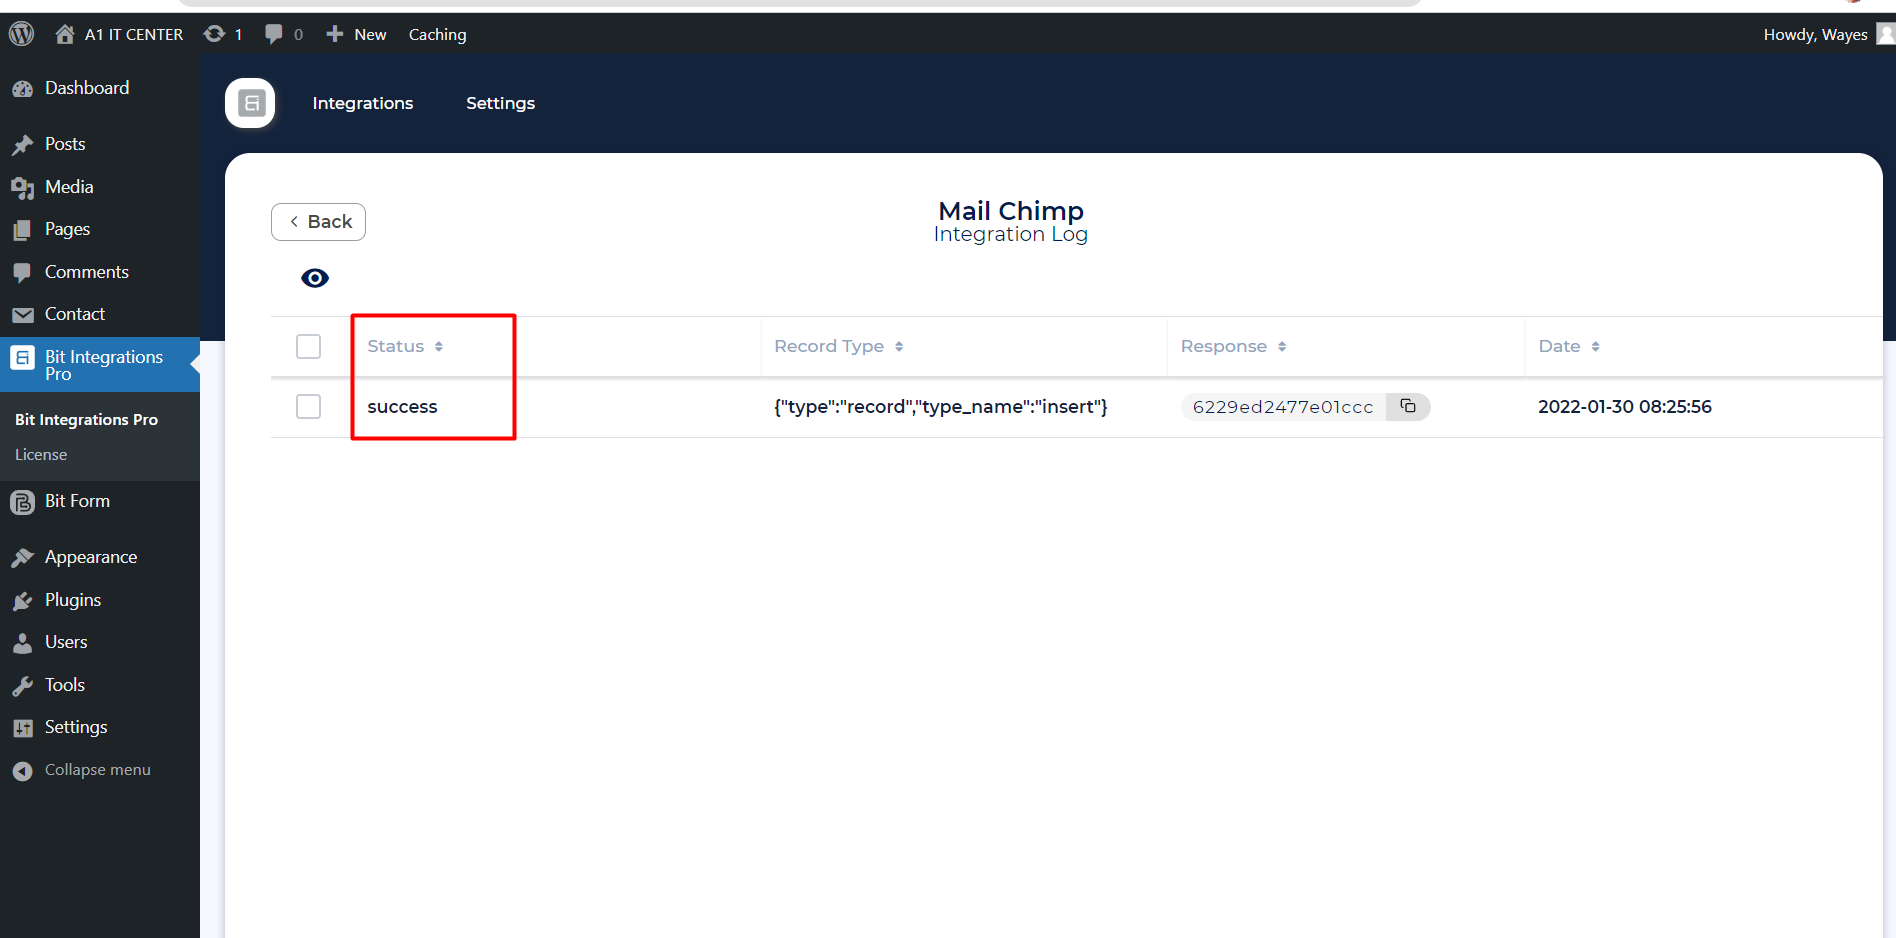 A1 IT CENTER 1 0 New Caching Howdy, Wayes
Dashboard
Posts
Media
Pages
Comments
Contact
Bit Integrations
Pro
Bit Integrations Pro
License
Bit Form
Appearance
Plugins
Users
Tools
Settings
Collapse menu
Integrations Settings
Back
Mail Chimp
Integration Log
Status Record Type Response Date
success {"type":"record","type_name":"insert"} 6229ed2477e01ccc 2022-01-30 08:25:56